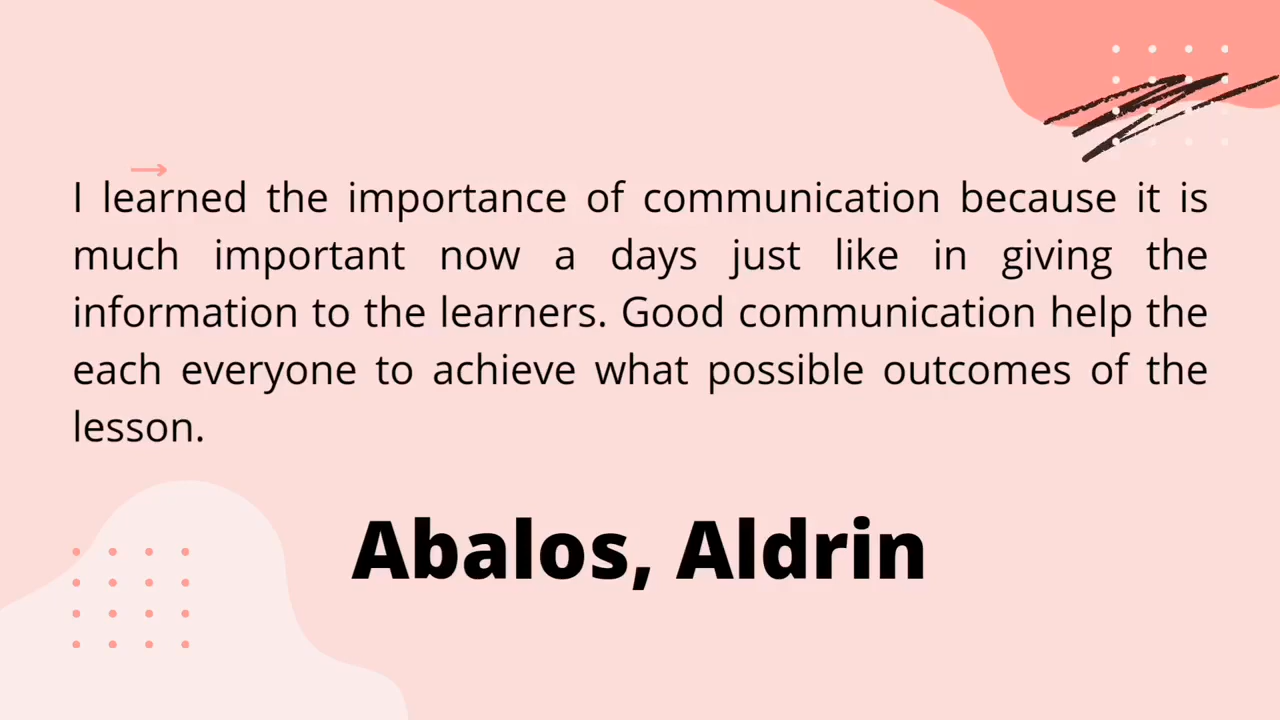 I learned the importance of communication because it is
much important now a days just like in giving the
information to the learners. Good communication help the
each everyone to achieve what possible outcomes of the
lesson.
Abalos, Aldrin